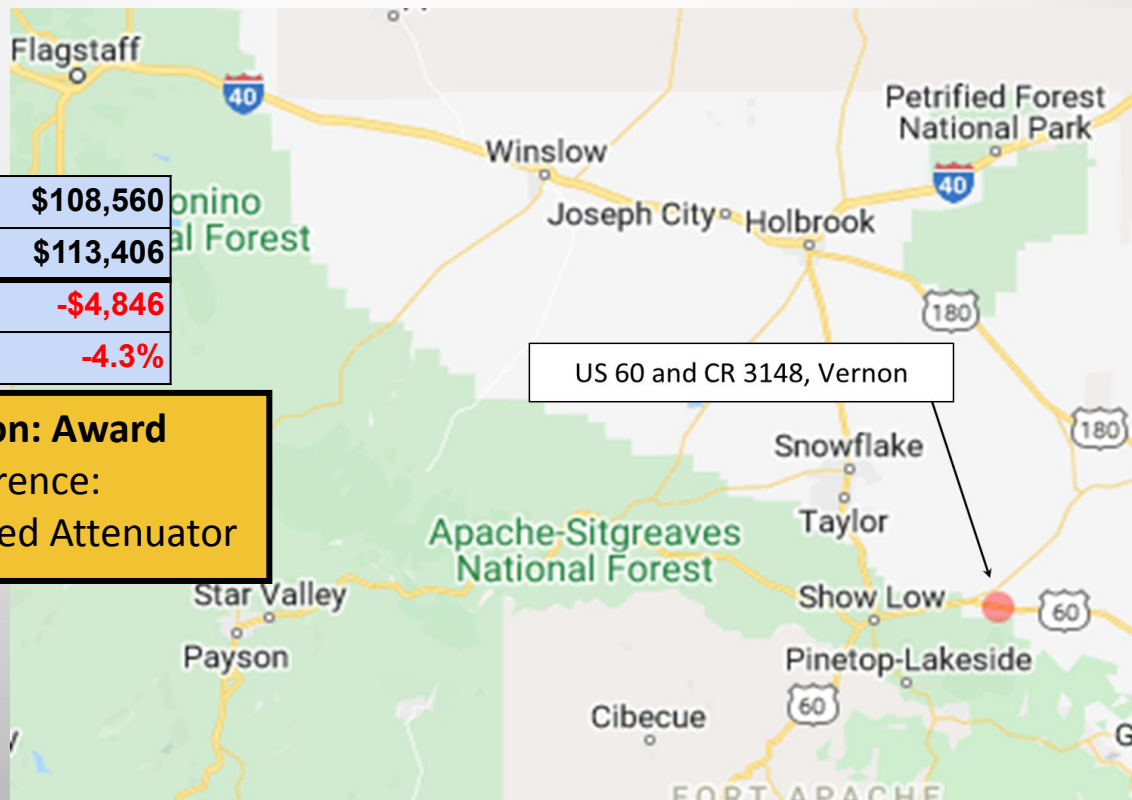 Flagstaff
40
Petrified Forest
National Park
Winslow
40
$108,560
onino
Joseph City
Holbrook
$113,406
al Forest
-$4,846
180
-4.3%
US 60 and CR 3148, Vernon
on: Award
180
rence:
Snowflake
ed Attenuator
Taylor
Apache-Sitgreaves
National Forest
Star Valley
Show Low
60
Payson
Pinetop-Lakeside
60
Cibecue
G
FORT APACHE